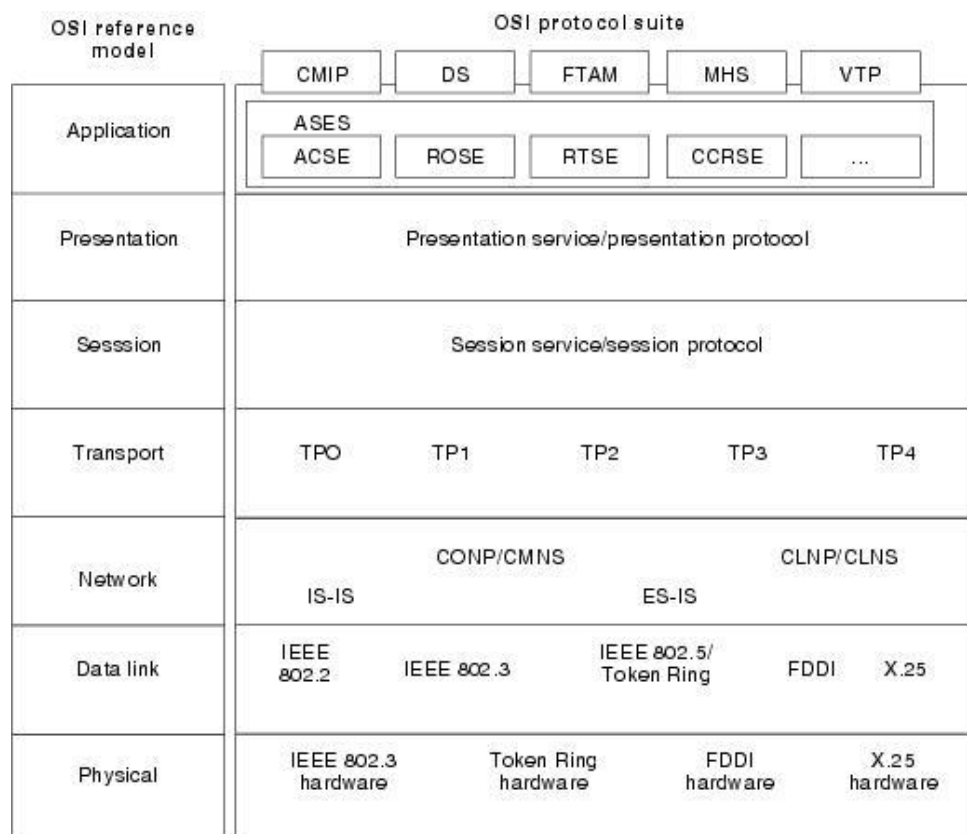 OSI reference
model
OSI protocol suite
CMIP DS FTAM MHS VTP
Application
ASES
ACSE ROSE RTSE CCRSE ...
Presentation
Presentation service/presentation protocol
Sesssion
Session service/session protocol
Transport
TPO TP1 TP2 TP3 TP4
Network
CONP/CMNS CLNP/CLNS
IS-IS ES-IS
Data link
IEEE
802.2
IEEE 802.3
IEEE 802.5/
Token Ring
FDDI
X.25
Physical
IEEE 802.3
hardware
Token Ring
hardware
FDDI
hardware
X.25
hardware